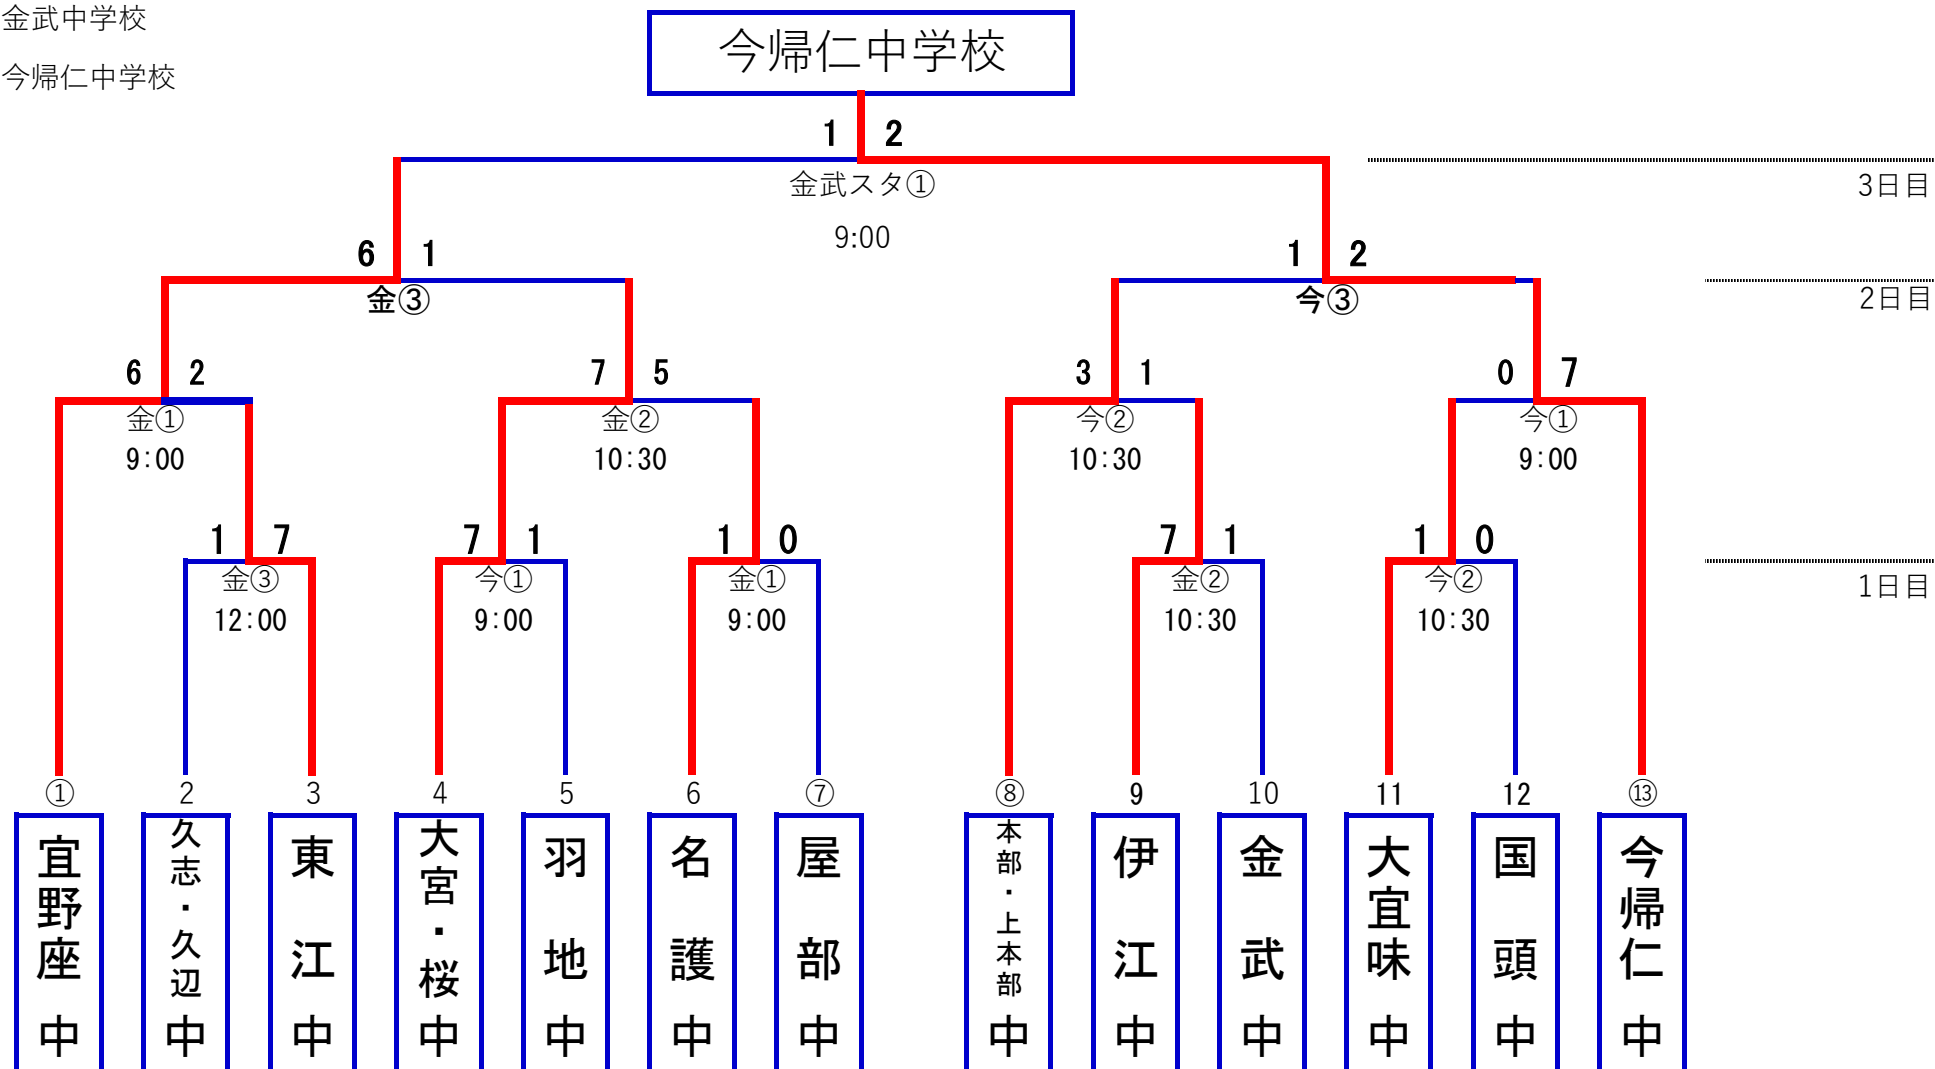 金武中学校
今帰仁中学校
今帰仁中学校
1 2
金武スタ①
3日目
9:00
6 1
1 2
金③
今③
2日目
6 2
7 5
3 1
0 7
金①
金②
今②
今①
9:00
10:30
10:30
9:00
1 7
7 1
1 0
7 1
1 0
金③
今①
金①
金②
今②
1日目
12:00
9:00
9:00
10:30
10:30
① 2 3 4 5 6 ⑦ ⑧ 9 10 11 12 ⑬
宜野座中
久志・久辺中
東江中
大宮・桜中
羽地中
名護中
屋部中
本部・上本部中
伊江中
金武中
大宜味中
国頭中
今帰仁中